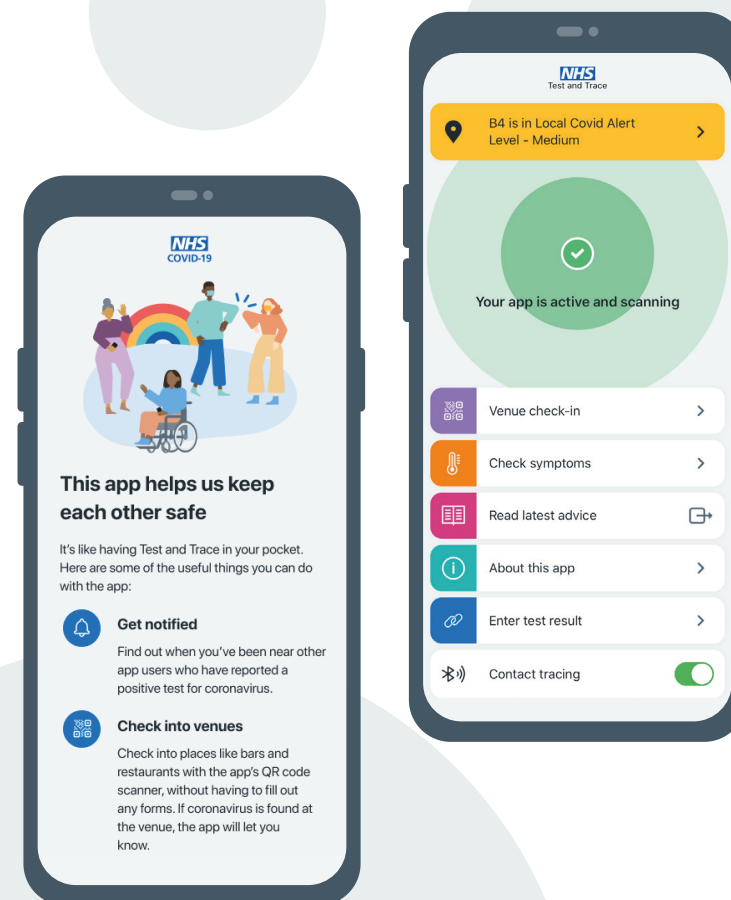 NHS
COVID-19
This app helps us keep
each other safe
It's like having Test and Trace in your pocket.
Here are some of the useful things you can do
with the app:
Get notified
Find out when you've been near other
app users who have reported a
positive test for coronavirus.
Check into venues
Check into places like bars and
restaurants with the app's QR code
scanner, without having to fill out
any forms. If coronavirus is found at
the venue, the app will let you
know.
NHS
Test and Trace
B4 is in Local Covid Alert
Level - Medium
Your app is active and scanning
Venue check-in
Check symptoms
Read latest advice
About this app
Enter test result
Contact tracing